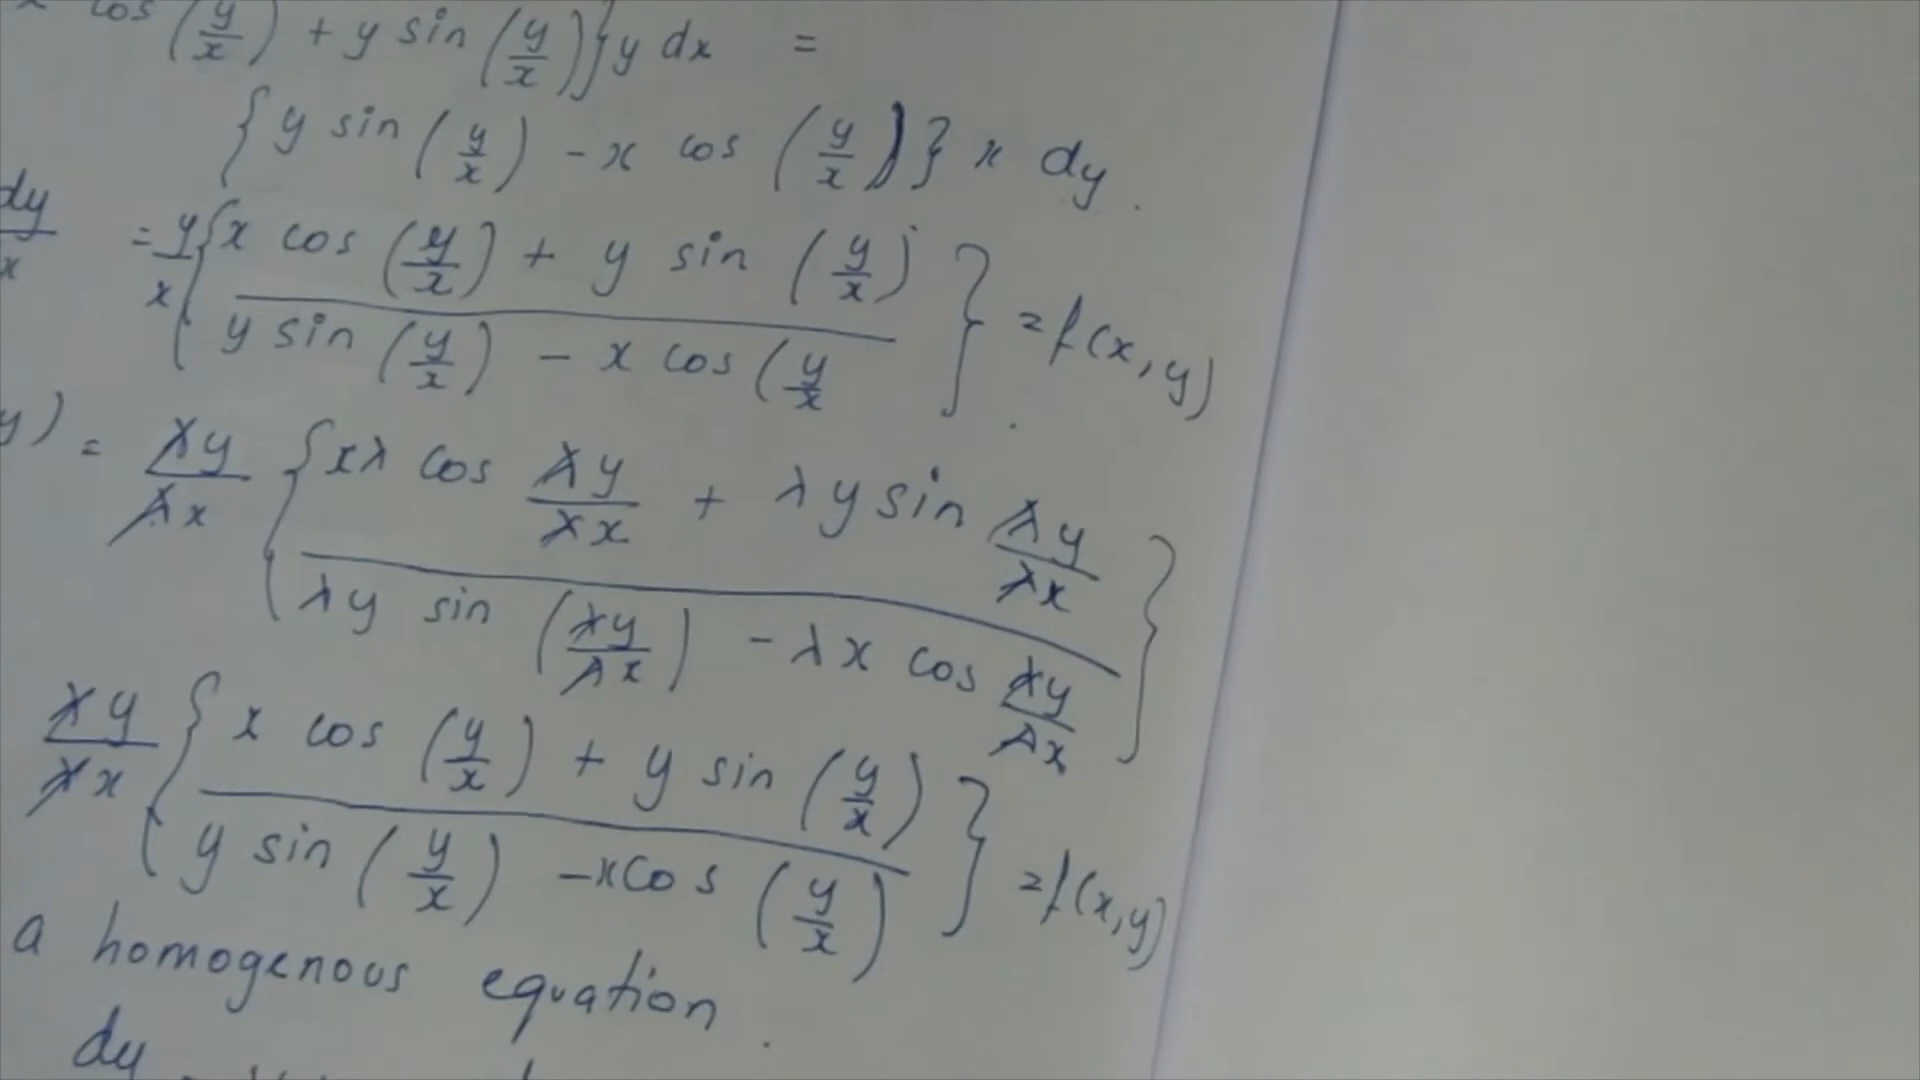 cos (y/x) + y sin (y/x)} y dx =
{y sin (y/x) - x cos (y/x)} x dy.
dy/x = y/x {x cos (y/x) + y sin (y/x) / y sin (y/x) - x cos (y/x} = f(x,y)
y) = λy/λx {xλ cos λy/λx + λy sin λy/λx / λy sin (λy/λx) - λx cos λy/λx}
λy/λx {x cos (y/x) + y sin (y/x) / y sin (y/x) - x cos (y/x)} = f(x,y)
a homogenous equation.
dy